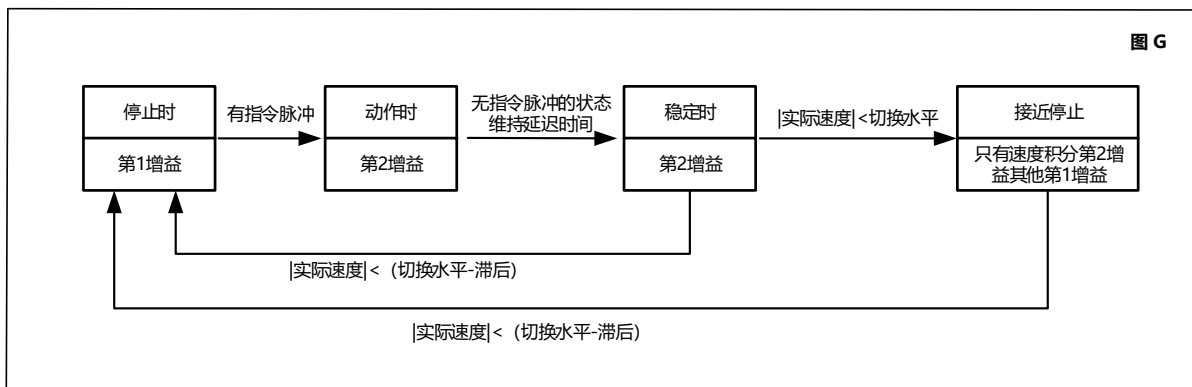 图 G
停止时
第1增益
有指令脉冲
动作时
第2增益
无指令脉冲的状态
维持延迟时间
稳定时
第2增益
|实际速度|<切换水平
接近停止
只有速度积分第2增
益其他第1增益
|实际速度|<（切换水平-滞后）
|实际速度|<（切换水平-滞后）